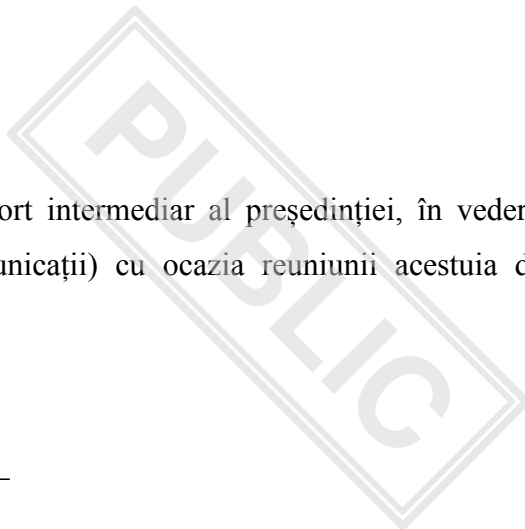 ort intermediar al președinției, în veder
unicații) cu ocazia reuniunii acestuia d
PUBLIC